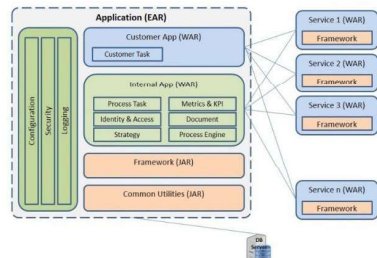 Application (EAR)
Customer App (WAR)
Customer Task
Internal App (WAR)
Process Task
Metrics & KPI
Identity & Access
Document
Strategy
Process Engine
Configuration
Security
Logging
Framework (JAR)
Common Utilities (JAR)
Service 1 (WAR)
Framework
Service 2 (WAR)
Framework
Service 3 (WAR)
Framework
Service n (WAR)
Framework
DB
Server